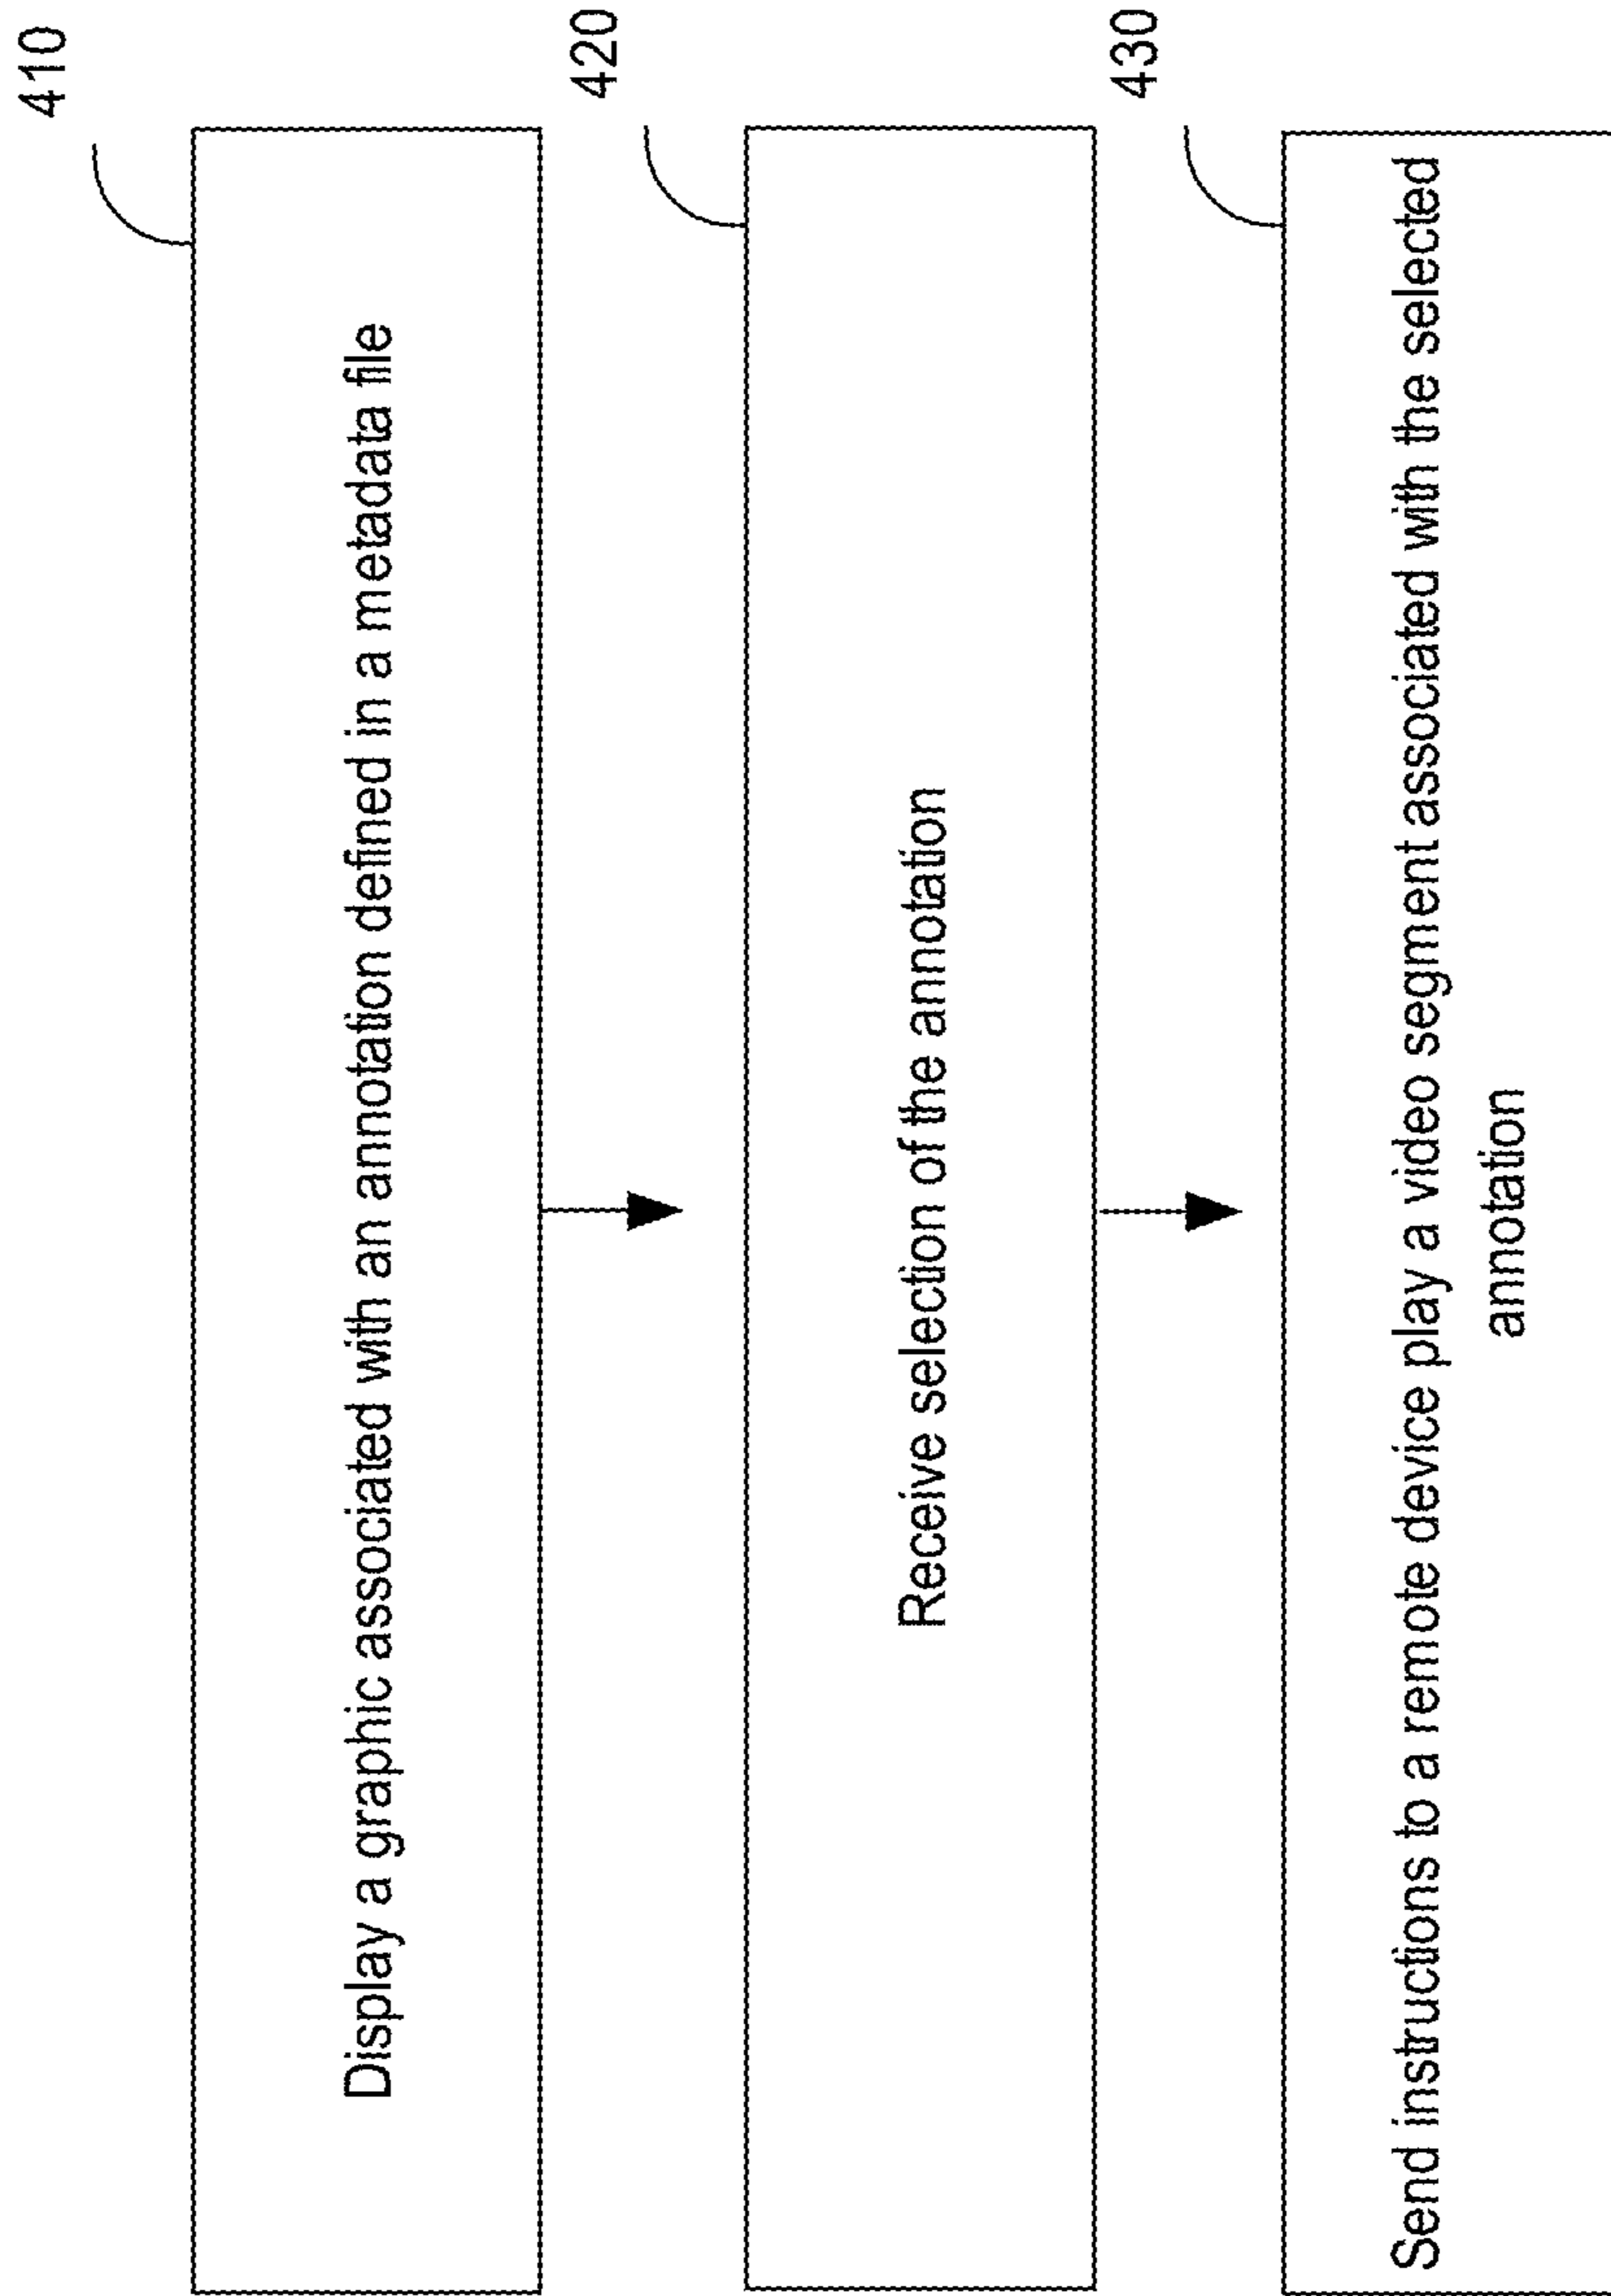 410
Display a graphic associated with an annotation defined in a metadata file
420
Receive selection of the annotation
430
Send instructions to a remote device play a video segment associated with the selected
annotation